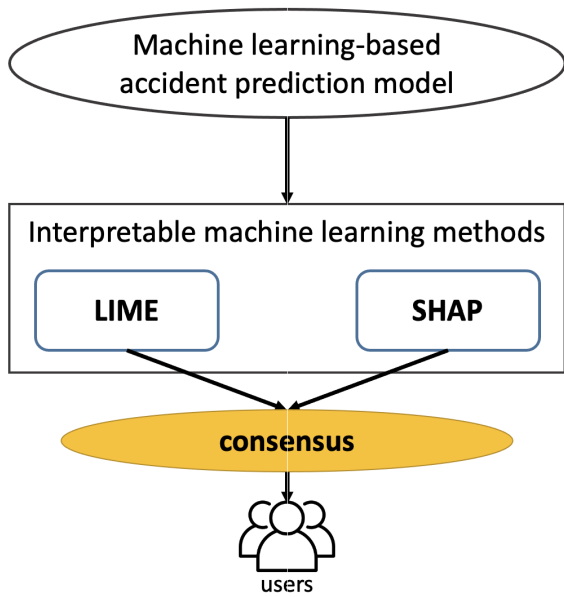 Machine learning-based
accident prediction model
Interpretable machine learning methods
LIME
SHAP
consensus
users